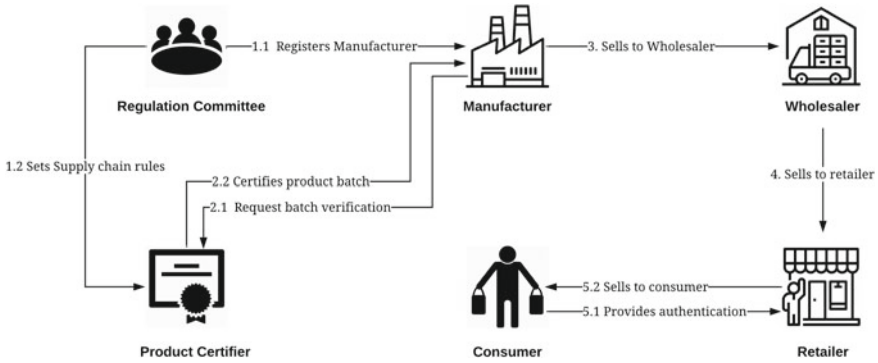 1.1 Registers Manufacturer
3. Sells to Wholesaler
Regulation Committee
Manufacturer
Wholesaler
1.2 Sets Supply chain rules
2.2 Certifies product batch
4. Sells to retailer
2.1 Request batch verification
5.2 Sells to consumer
5.1 Provides authentication
Product Certifier
Consumer
Retailer